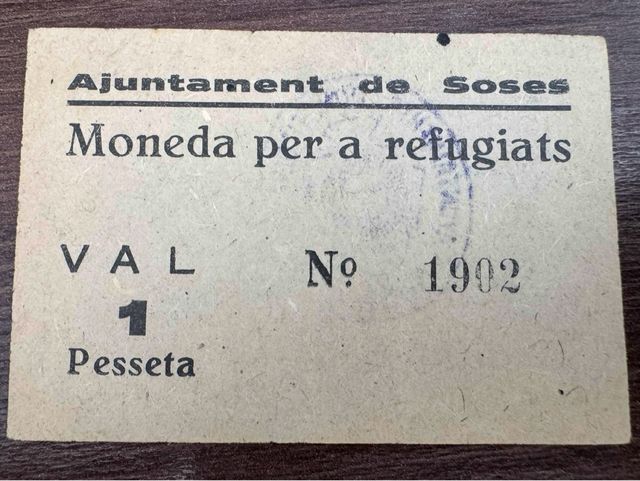 Ajuntament de Soses
Moneda per a refugiats
VAL
Nº 1902
1
Pesseta